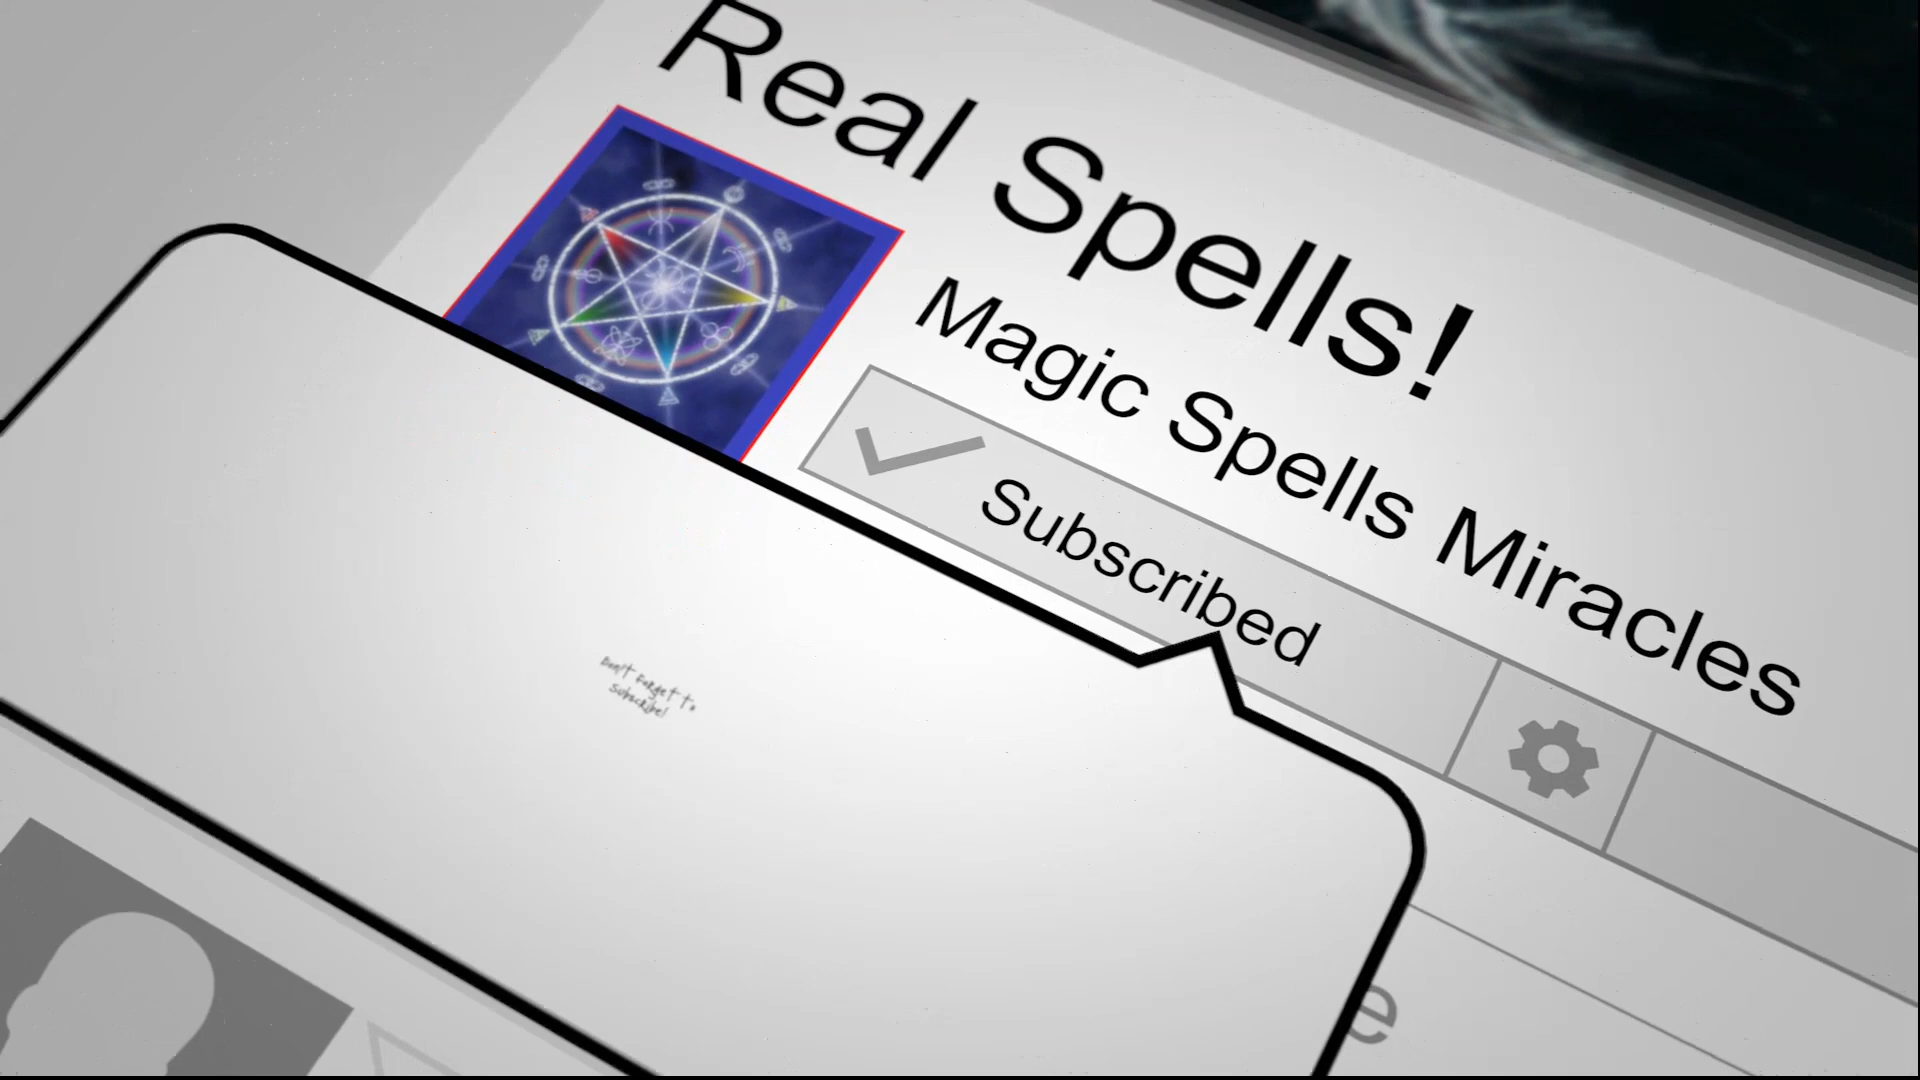 Real Spells!
Magic Spells Miracles
Subscribed
Don't forget to
Subscribe!
e